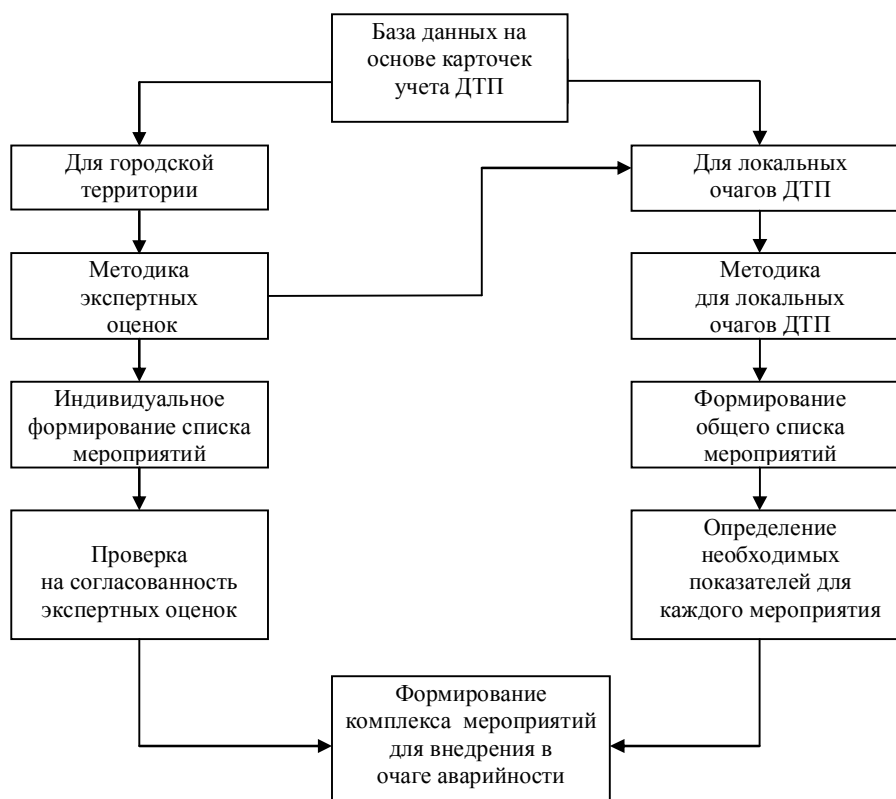 База данных на
основе карточек
учета ДТП
Для городской
территории
Для локальных
очагов ДТП
Методика
экспертных
оценок
Методика
для локальных
очагов ДТП
Индивидуальное
формирование списка
мероприятий
Формирование
общего списка
мероприятий
Проверка
на согласованность
экспертных оценок
Определение
необходимых
показателей для
каждого мероприятия
Формирование
комплекса мероприятий
для внедрения в
очаге аварийности